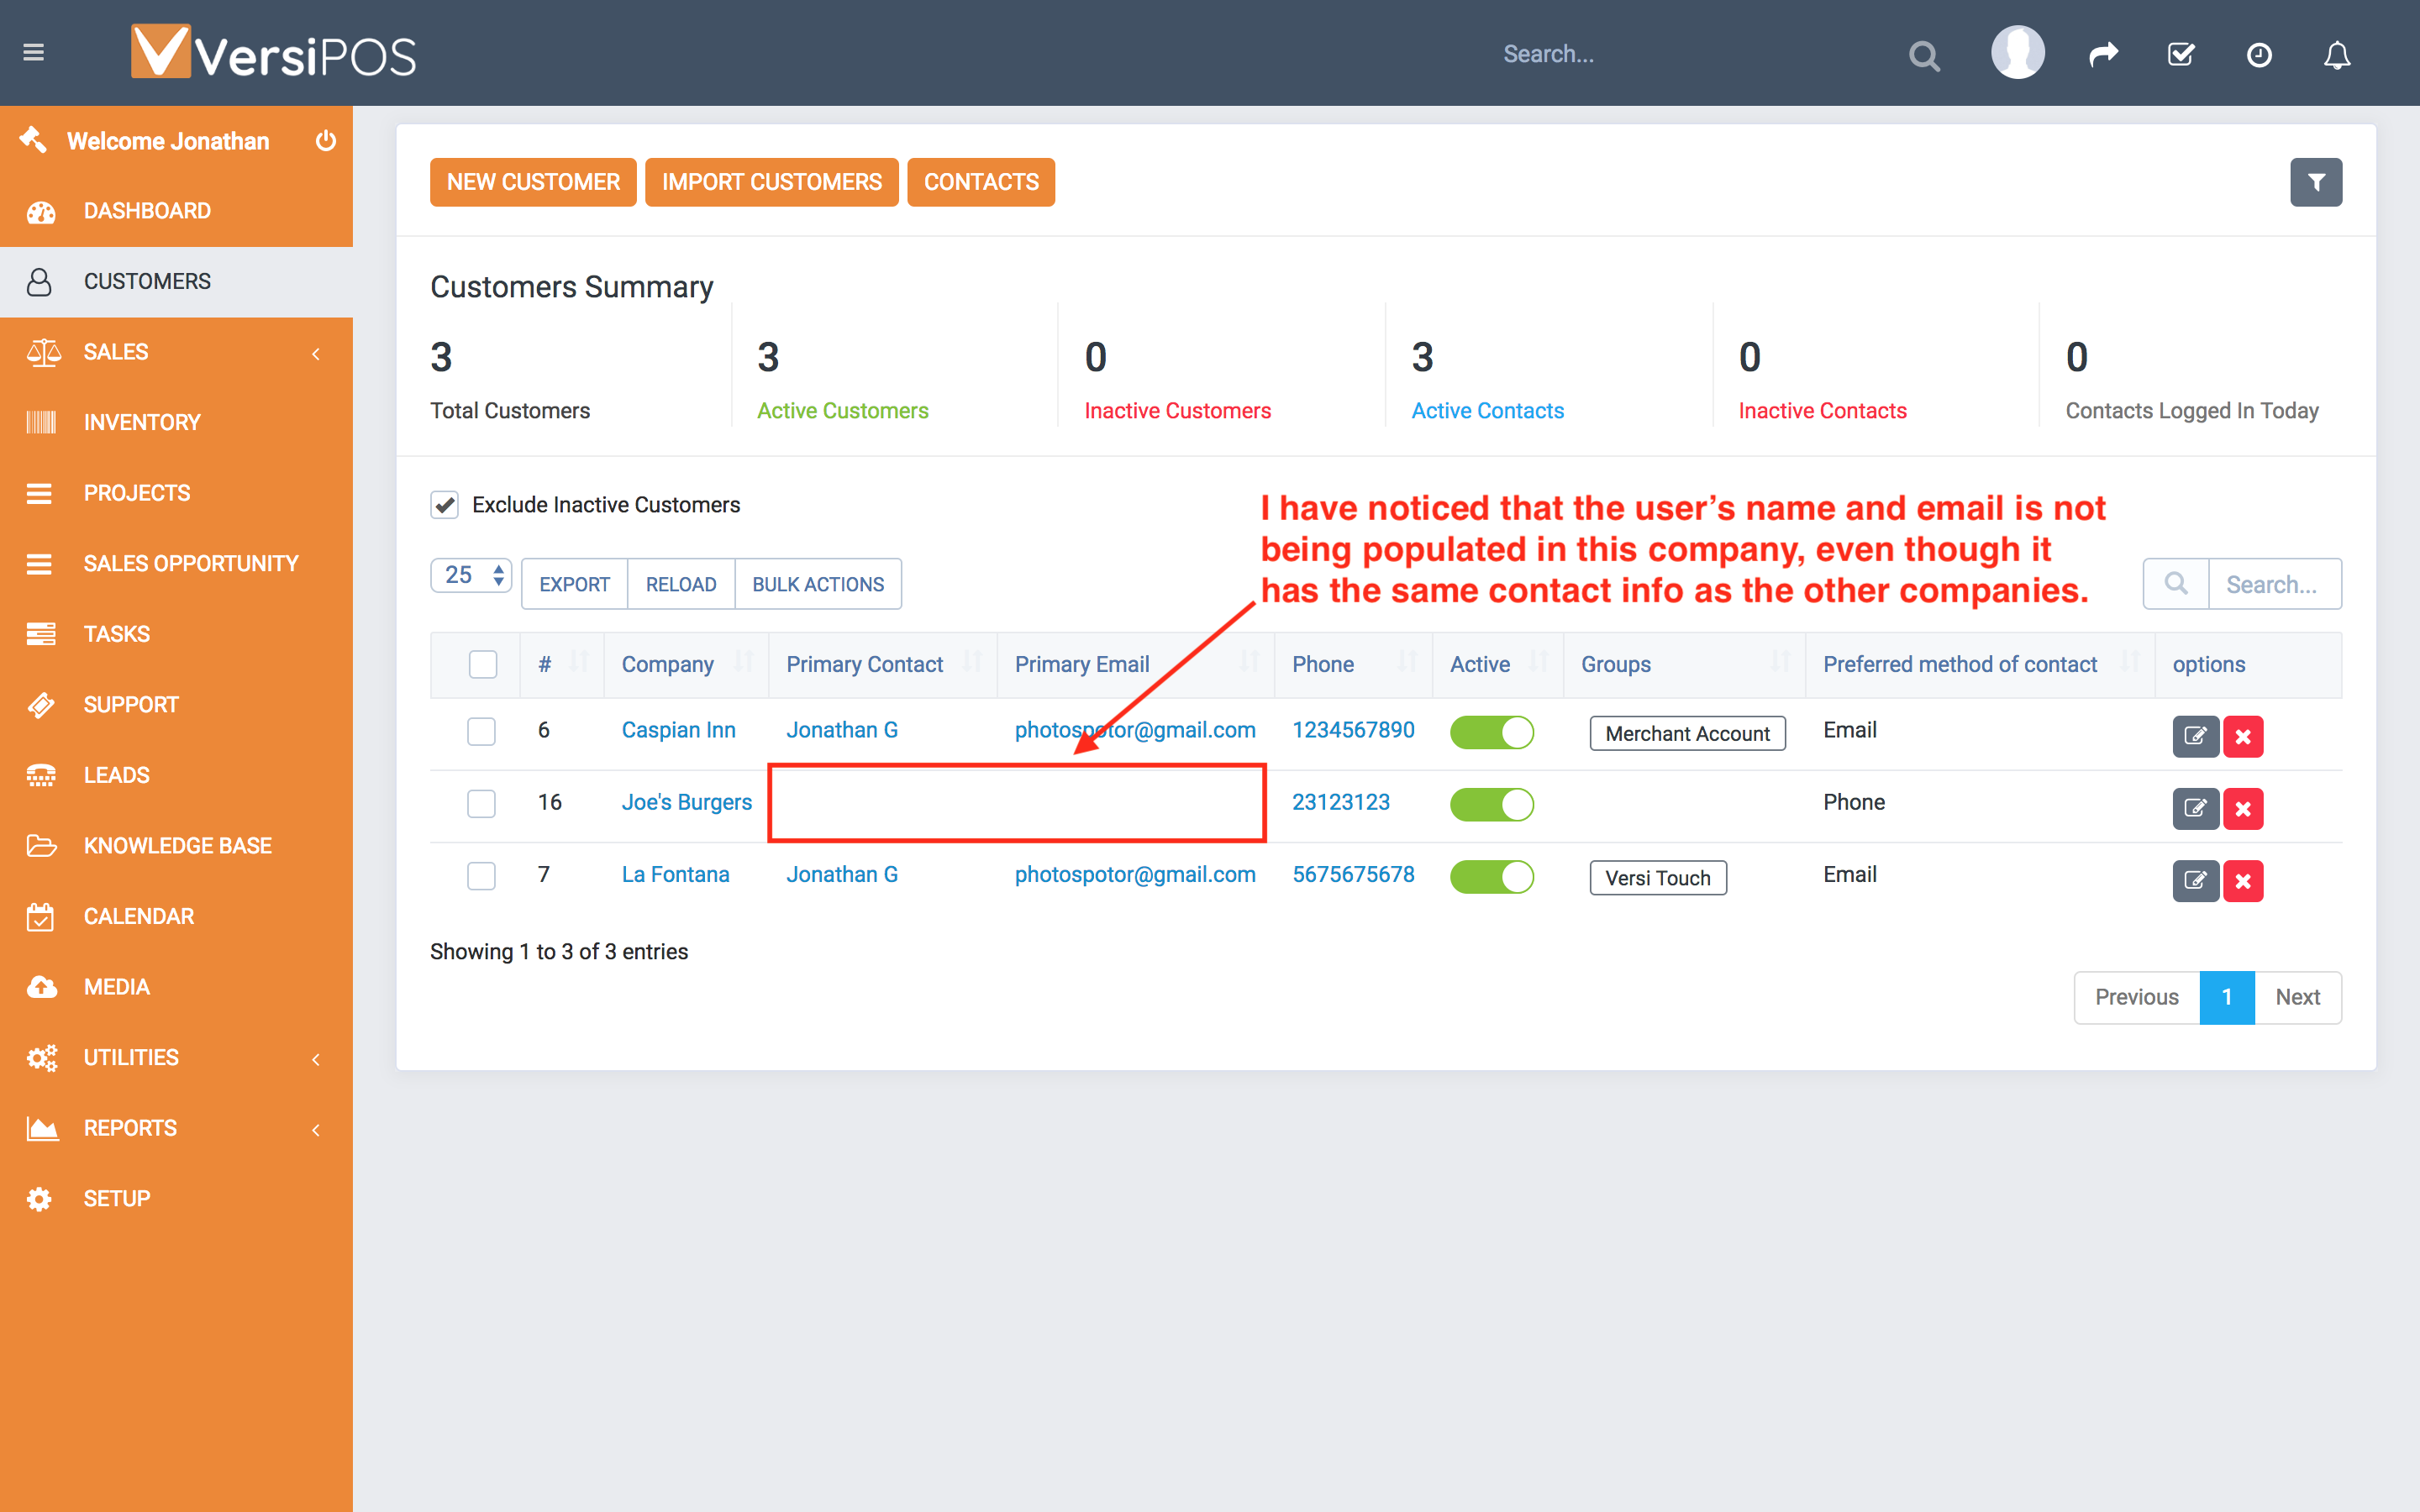 VersiPOS
Search...
Welcome Jonathan
DASHBOARD
CUSTOMERS
SALES
INVENTORY
PROJECTS
SALES OPPORTUNITY
TASKS
SUPPORT
LEADS
KNOWLEDGE BASE
CALENDAR
MEDIA
UTILITIES
REPORTS
SETUP
NEW CUSTOMER IMPORT CUSTOMERS CONTACTS
Customers Summary
3 3 0 3 0 0
Total Customers Active Customers Inactive Customers Active Contacts Inactive Contacts Contacts Logged In Today
Exclude Inactive Customers
I have noticed that the user’s name and email is not
being populated in this company, even though it
has the same contact info as the other companies.
25 EXPORT RELOAD BULK ACTIONS Search...
# Company Primary Contact Primary Email Phone Active Groups Preferred method of contact options
6 Caspian Inn Jonathan G photospotor@gmail.com 1234567890 Merchant Account Email
16 Joe's Burgers 23123123 Phone
7 La Fontana Jonathan G photospotor@gmail.com 5675675678 Versi Touch Email
Showing 1 to 3 of 3 entries
Previous 1 Next